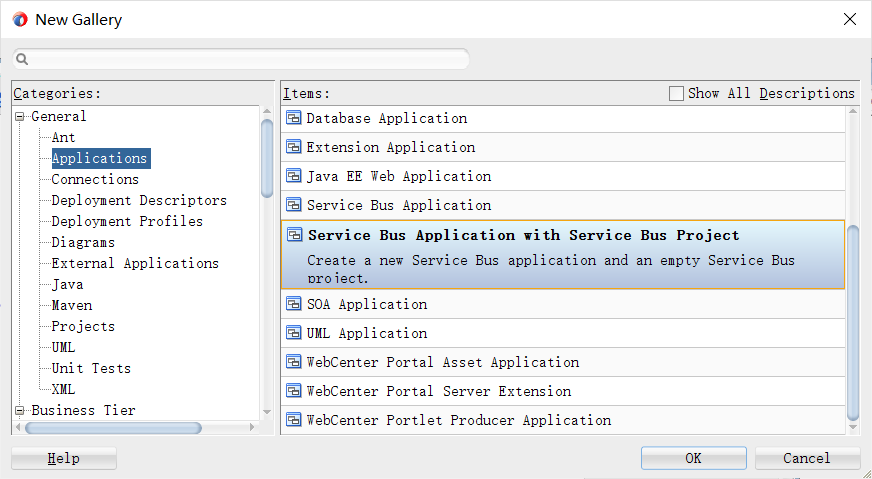 New Gallery
Categories:
General
Ant
Applications
Connections
Deployment Descriptors
Deployment Profiles
Diagrams
External Applications
Java
Maven
Projects
UML
Unit Tests
XML
Business Tier
Items:
Show All Descriptions
Database Application
Extension Application
Java EE Web Application
Service Bus Application
Service Bus Application with Service Bus Project
Create a new Service Bus application and an empty Service Bus
project.
SOA Application
UML Application
WebCenter Portal Asset Application
WebCenter Portal Server Extension
WebCenter Portlet Producer Application
Help
OK
Cancel